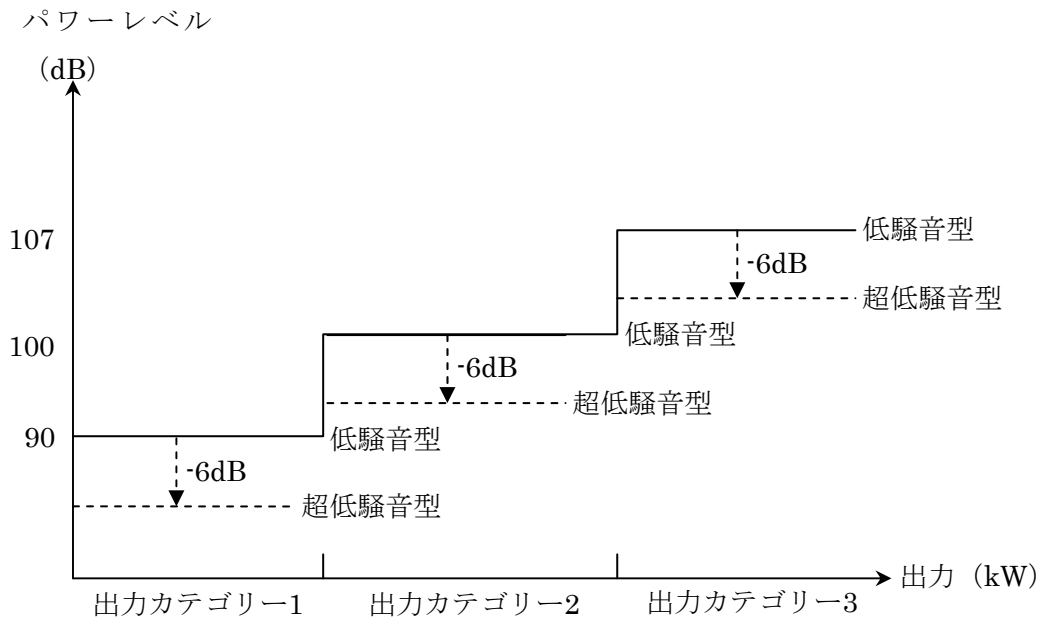 パワーレベル
（dB）
107
低騒音型
-6dB
超低騒音型
100
低騒音型
-6dB
超低騒音型
90
低騒音型
-6dB
超低騒音型
出力（kW）
出力カテゴリー1
出力カテゴリー2
出力カテゴリー3